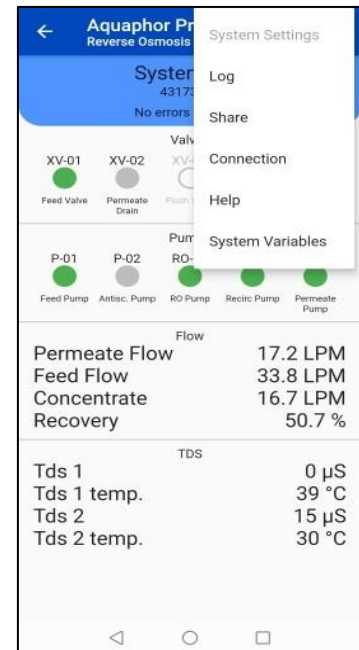 Aquaphor Pr
Reverse Osmosis
System Settings
Log
Share
Connection
Help
System Variables
System
43173
No errors
Valv
XV-01 XV-02 XV-
Feed Valve Permeate Drain Flush
Pum
P-01 P-02 RO-
Feed Pump Antisc. Pump RO Pump Recirc Pump Permeate Pump
Flow
Permeate Flow 17.2 LPM
Feed Flow 33.8 LPM
Concentrate 16.7 LPM
Recovery 50.7 %
TDS
Tds 1 0 µS
Tds 1 temp. 39 °C
Tds 2 15 µS
Tds 2 temp. 30 °C